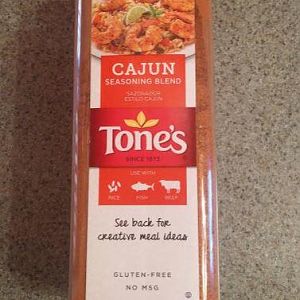 CAJUN
SEASONING BLEND
SAZONADOR
ESTILO CAJUN
Tone's
SINCE 1873
USE WITH
RICE FISH BEEF
See back for
creative meal ideas
GLUTEN-FREE
NO MSG